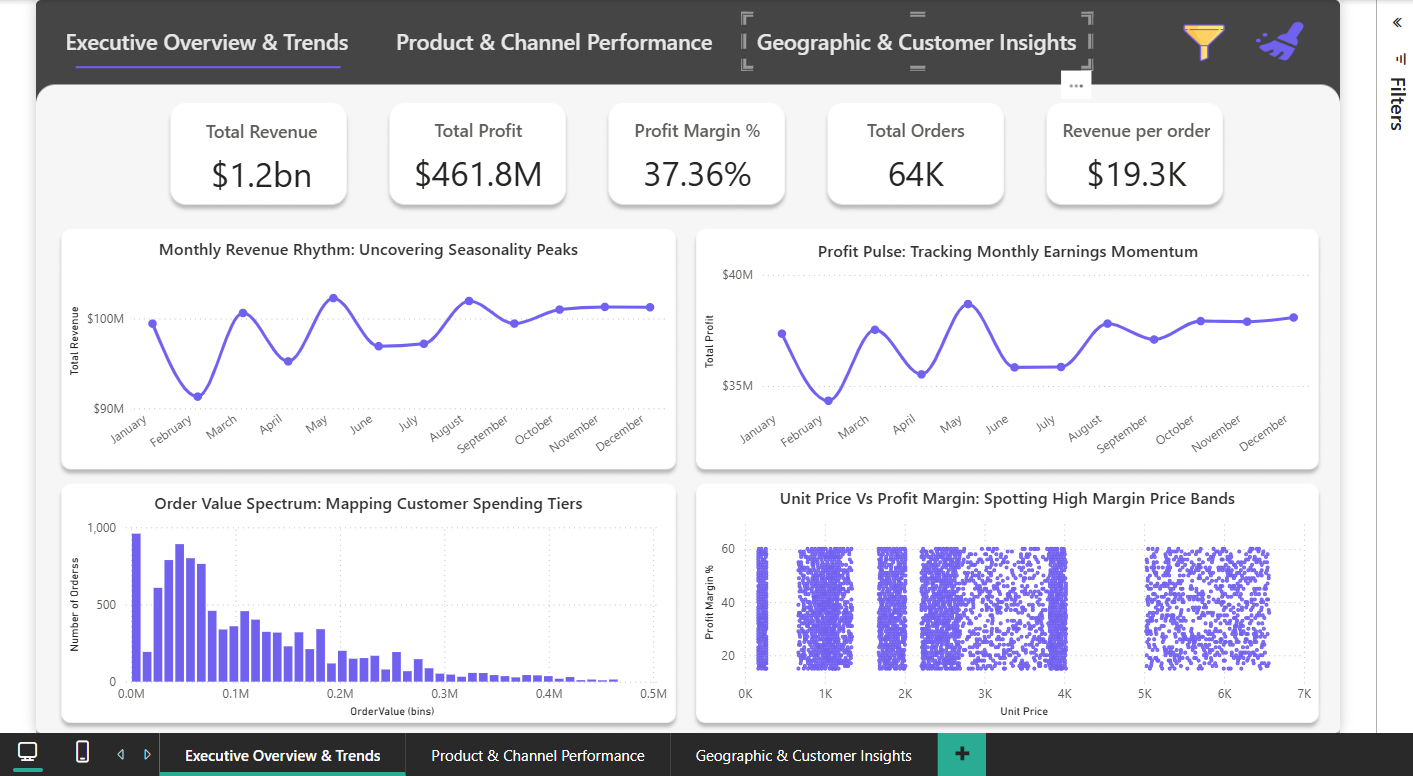 Executive Overview & Trends
Product & Channel Performance
Geographic & Customer Insights
Filters
Total Revenue
$1.2bn
Total Profit
$461.8M
Profit Margin %
37.36%
Total Orders
64K
Revenue per order
$19.3K
Monthly Revenue Rhythm: Uncovering Seasonality Peaks
Total Revenue
$100M
$90M
January
February
March
April
May
June
July
August
September
October
November
December
Profit Pulse: Tracking Monthly Earnings Momentum
Total Profit
$40M
$35M
January
February
March
April
May
June
July
August
September
October
November
December
Order Value Spectrum: Mapping Customer Spending Tiers
Number of Orderss
1,000
500
0
0.0M
0.1M
0.2M
0.3M
0.4M
0.5M
OrderValue (bins)
Unit Price Vs Profit Margin: Spotting High Margin Price Bands
Profit Margin %
60
40
20
0K
1K
2K
3K
4K
5K
6K
7K
Unit Price
Executive Overview & Trends
Product & Channel Performance
Geographic & Customer Insights